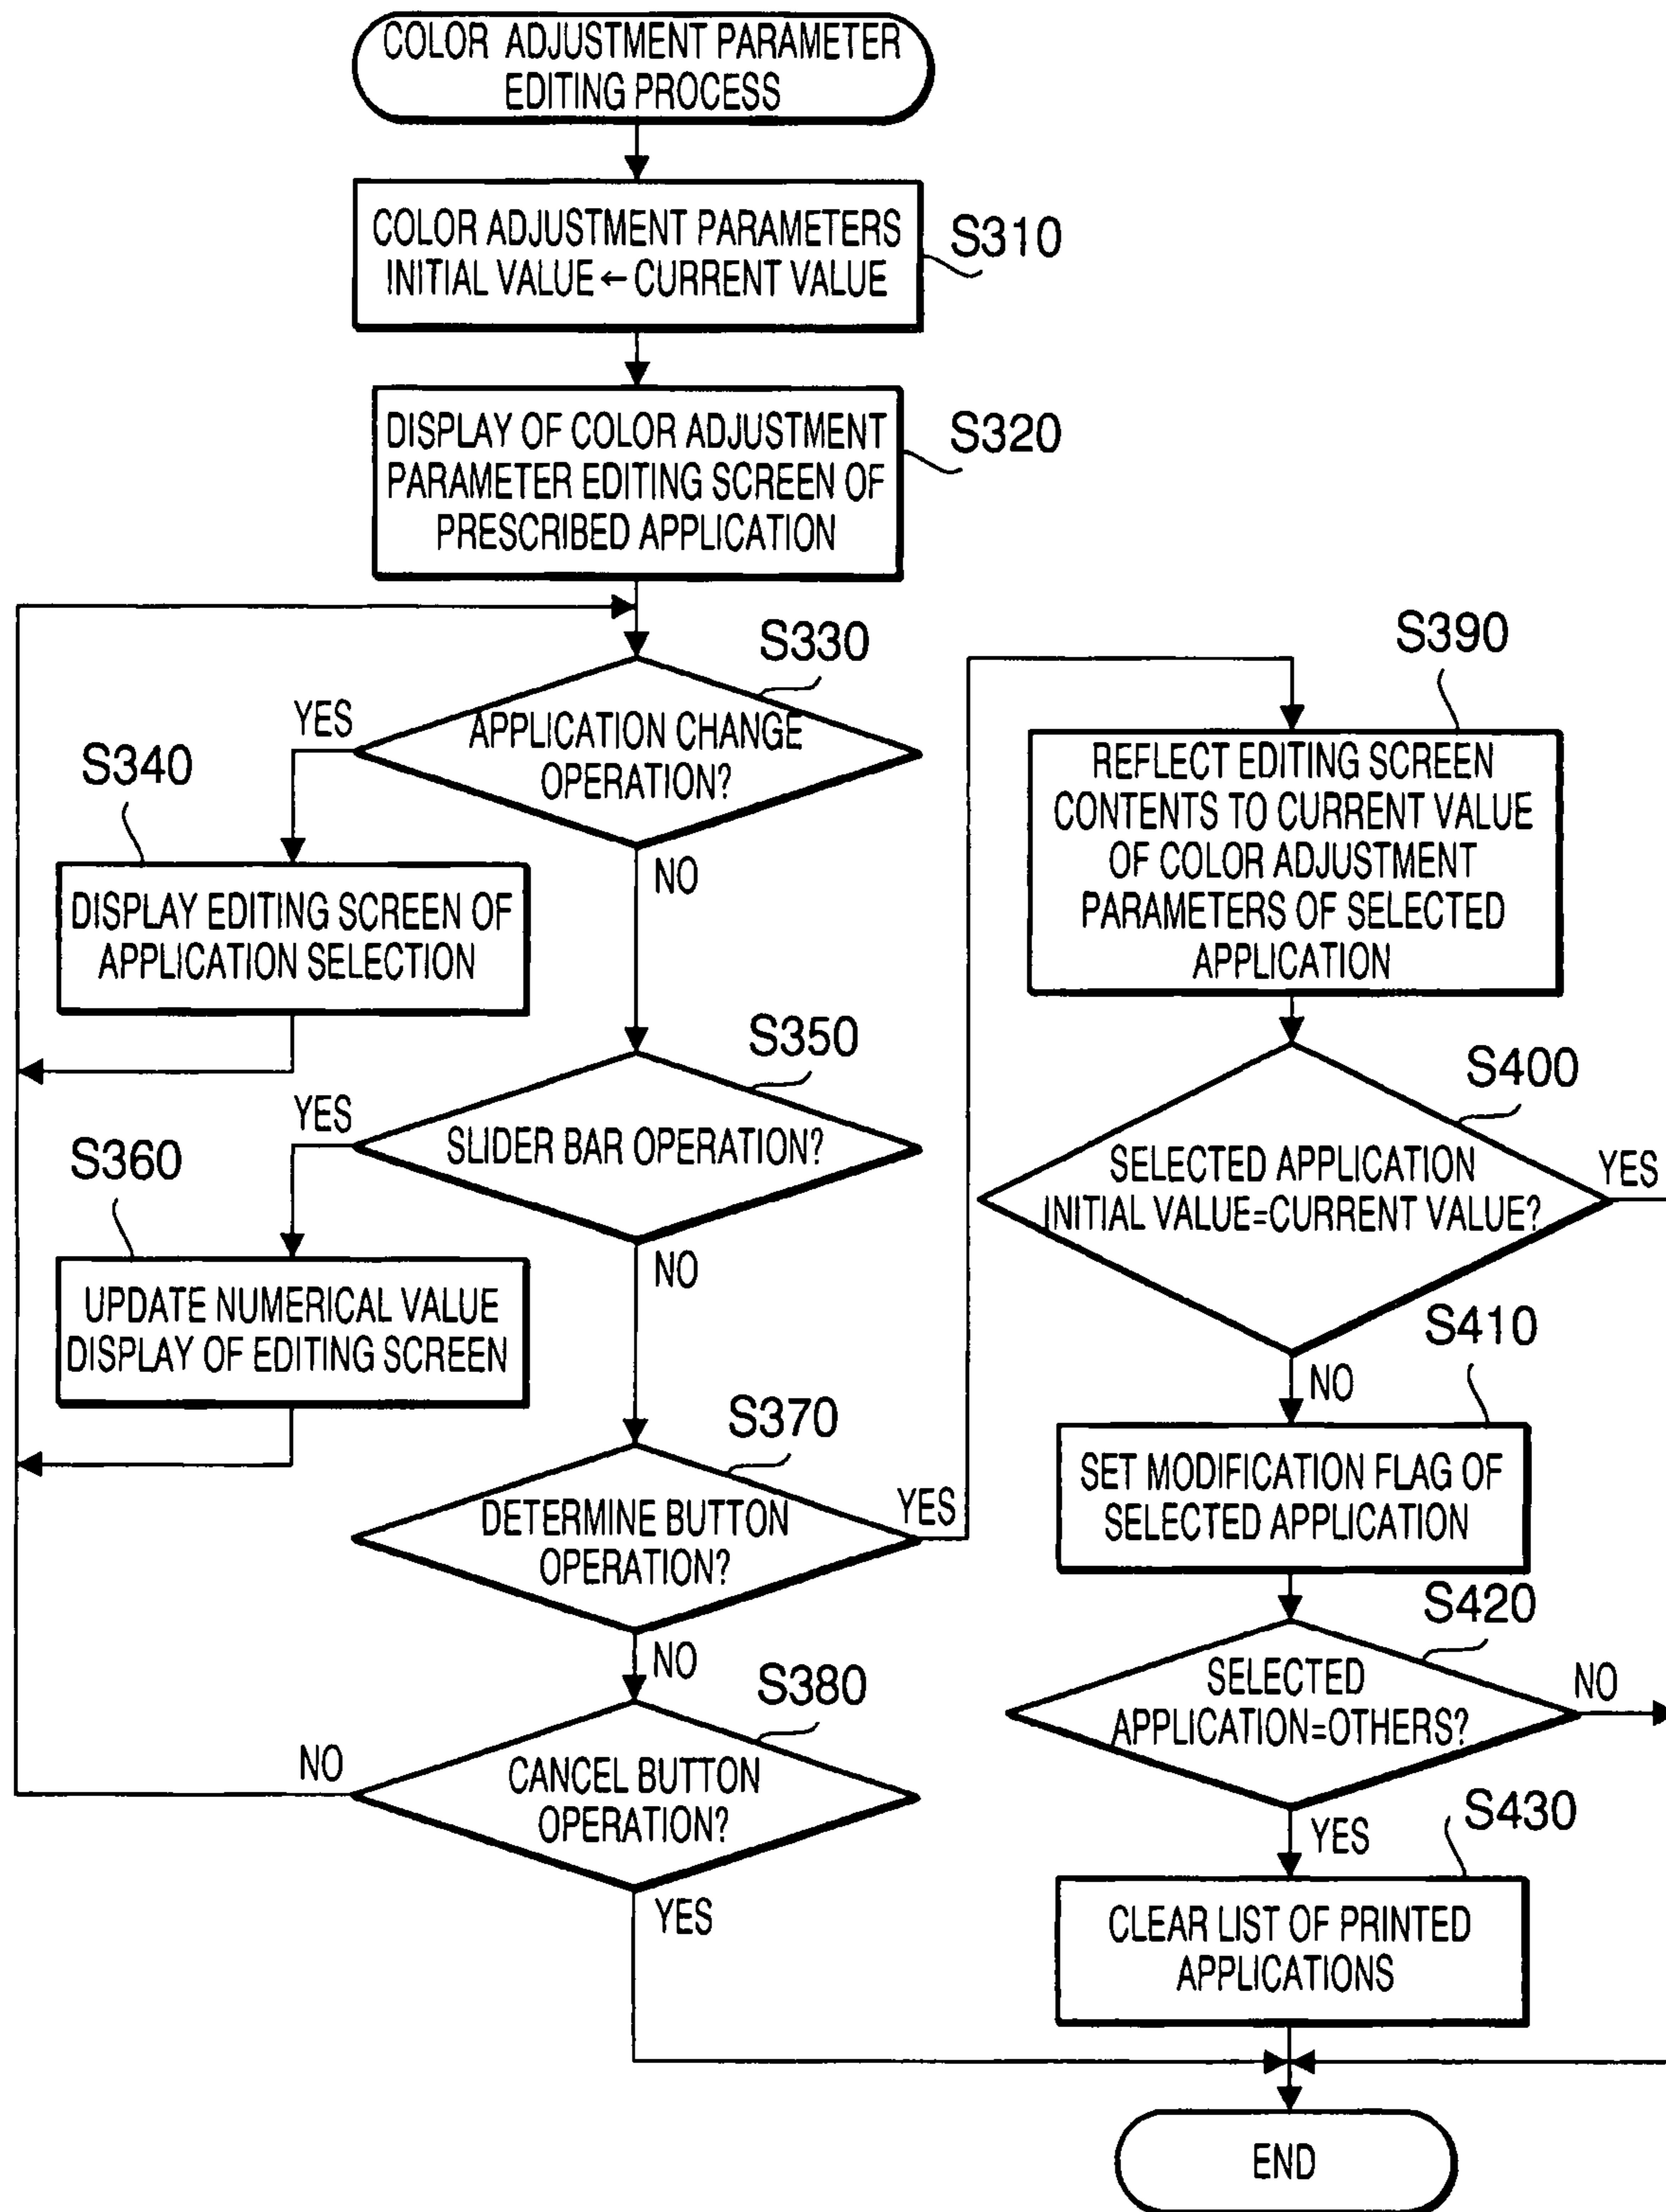 COLOR ADJUSTMENT PARAMETER
EDITING PROCESS
COLOR ADJUSTMENT PARAMETERS
INITIAL VALUE ← CURRENT VALUE
S310
DISPLAY OF COLOR ADJUSTMENT
PARAMETER EDITING SCREEN OF
PRESCRIBED APPLICATION
S320
S330
APPLICATION CHANGE
OPERATION?
YES
NO
S340
DISPLAY EDITING SCREEN OF
APPLICATION SELECTION
S350
SLIDER BAR OPERATION?
YES
NO
S360
UPDATE NUMERICAL VALUE
DISPLAY OF EDITING SCREEN
S370
DETERMINE BUTTON
OPERATION?
YES
NO
S380
CANCEL BUTTON
OPERATION?
NO
YES
S390
REFLECT EDITING SCREEN
CONTENTS TO CURRENT VALUE
OF COLOR ADJUSTMENT
PARAMETERS OF SELECTED
APPLICATION
S400
SELECTED APPLICATION
INITIAL VALUE=CURRENT VALUE?
YES
NO
S410
SET MODIFICATION FLAG OF
SELECTED APPLICATION
S420
SELECTED
APPLICATION=OTHERS?
NO
YES
S430
CLEAR LIST OF PRINTED
APPLICATIONS
END